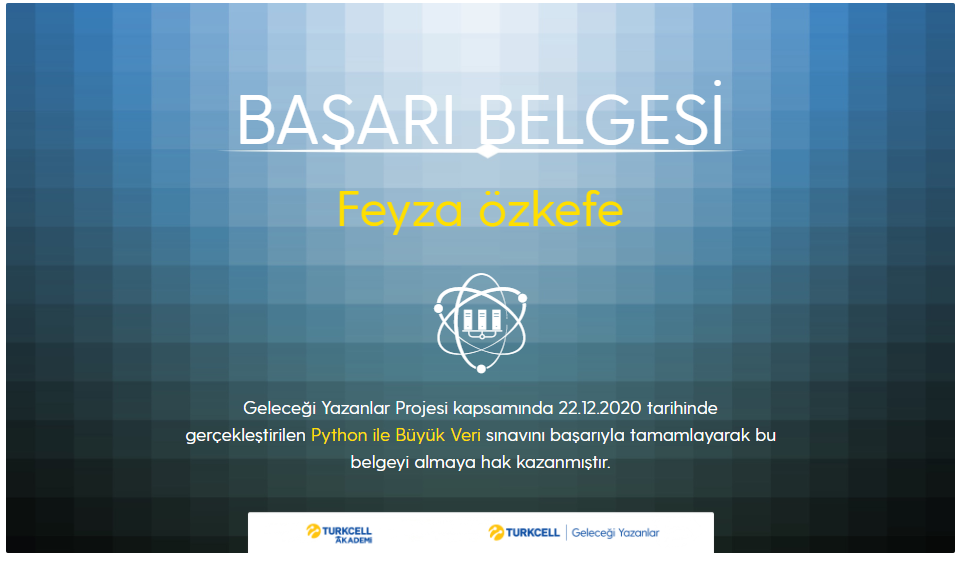 BAŞARI BELGESİ
Feyza özkefe
Geleceği Yazanlar Projesi kapsamında 22.12.2020 tarihinde
gerçekleştirilen Python ile Büyük Veri sınavını başarıyla tamamlayarak bu
belgeyi almaya hak kazanmıştır.
TURKCELL
AKADEMİ
TURKCELL | Geleceği Yazanlar